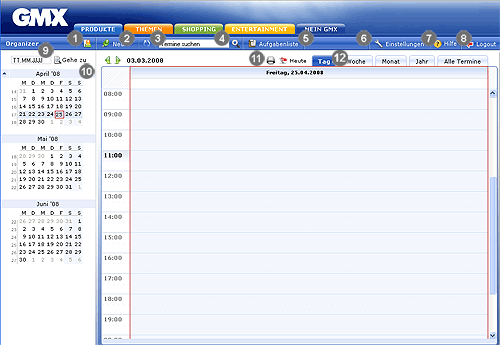 GMX
PRODUKTE THEMEN SHOPPING ENTERTAINMENT MEIN GMX
1 2 3 4 5 6 7 8
Organizer Neu Termine suchen Aufgabenliste Einstellungen Hilfe Logout
9 10 11 12
TT.MM.JJJJ Gehe zu 03.03.2008 Heute Tag Woche Monat Jahr Alle Termine
Freitag, 25.04.2008
April '08
M D M D F S S
14 31 1 2 3 4 5 6
15 7 8 9 10 11 12 13
16 14 15 16 17 18 19 20
17 21 22 23 24 25 26 27
18 28 29 30 1 2 3 4
Mai '08
M D M D F S S
18 28 29 30 1 2 3 4
19 5 6 7 8 9 10 11
20 12 13 14 15 16 17 18
21 19 20 21 22 23 24 25
22 26 27 28 29 30 31 1
Juni '08
M D M D F S S
22 26 27 28 29 30 31 1
23 2 3 4 5 6 7 8
24 9 10 11 12 13 14 15
25 16 17 18 19 20 21 22
26 23 24 25 26 27 28 29
27 30 1 2 3 4 5 6
08:00
09:00
10:00
11:00
12:00
13:00
14:00
15:00
16:00
17:00
18:00
19:00
20:00